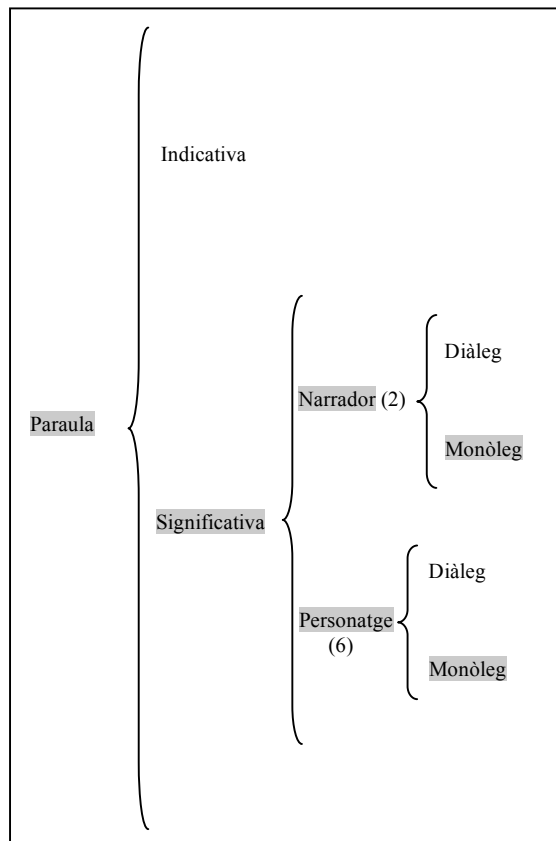 Indicativa
Diàleg
Narrador (2)
Paraula
Monòleg
Significativa
Diàleg
Personatge
(6)
Monòleg